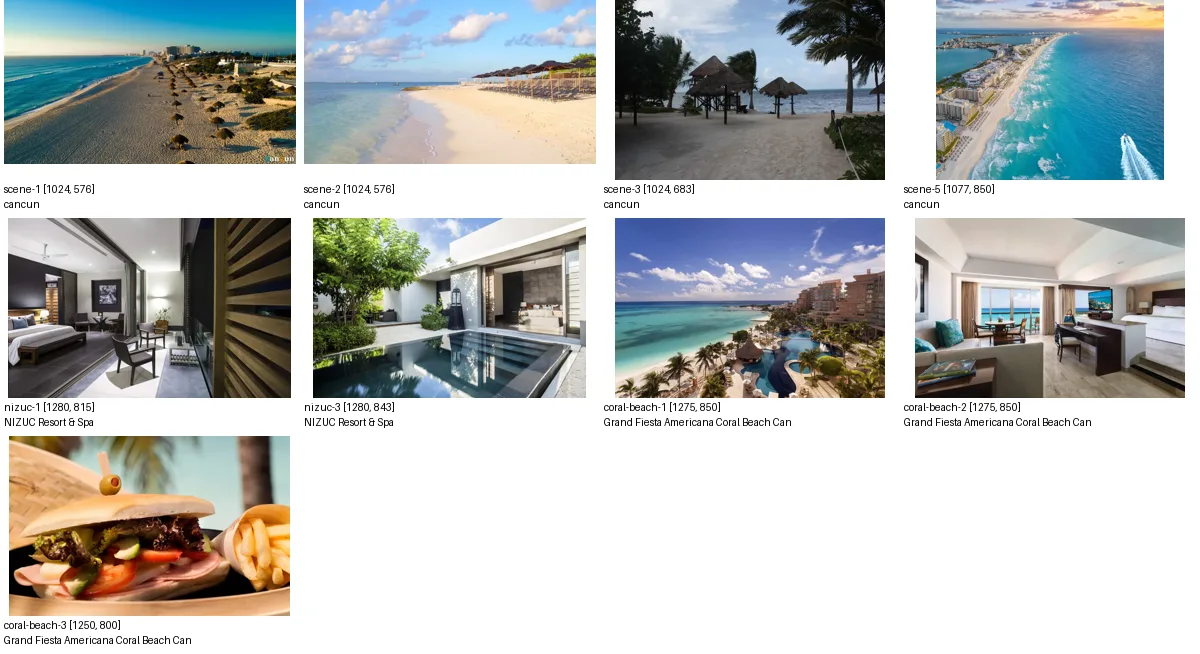 scene-1 [1024, 576]
cancun
scene-2 [1024, 576]
cancun
scene-3 [1024, 683]
cancun
scene-5 [1077, 850]
cancun
nizuc-1 [1280, 815]
NIZUC Resort & Spa
nizuc-3 [1280, 843]
NIZUC Resort & Spa
coral-beach-1 [1275, 850]
Grand Fiesta Americana Coral Beach Can
coral-beach-2 [1275, 850]
Grand Fiesta Americana Coral Beach Can
coral-beach-3 [1250, 800]
Grand Fiesta Americana Coral Beach Can